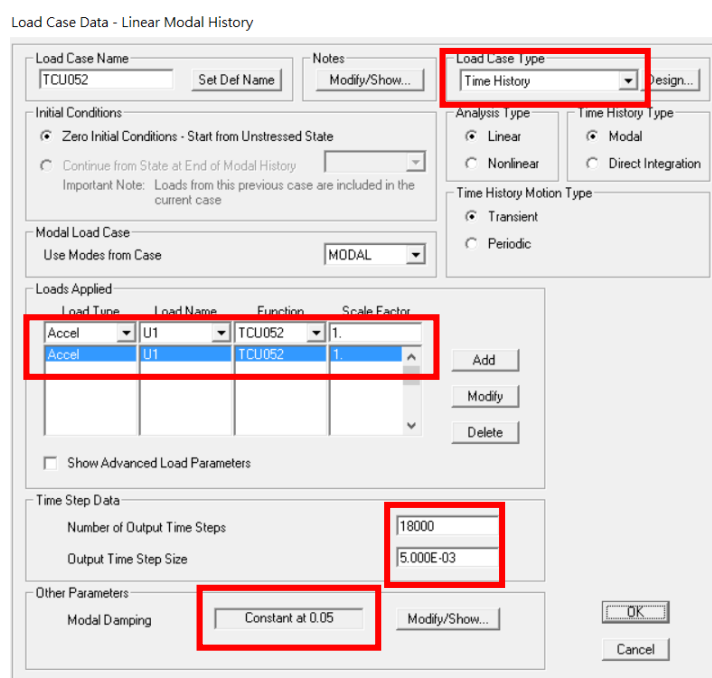 Load Case Data - Linear Modal History
Load Case Name
TCU052
Set Def Name
Notes
Modify/Show...
Load Case Type
Time History
Design...
Initial Conditions
Zero Initial Conditions - Start from Unstressed State
Continue from State at End of Modal History
Important Note: Loads from this previous case are included in the
current case
Analysis Type
Linear
Nonlinear
Time History Type
Modal
Direct Integration
Time History Motion Type
Transient
Periodic
Modal Load Case
Use Modes from Case
MODAL
Loads Applied
Load Type Load Name Function Scale Factor
Accel U1 TCU052 1.
Accel U1 TCU052 1.
Add
Modify
Delete
Show Advanced Load Parameters
Time Step Data
Number of Output Time Steps
18000
Output Time Step Size
5.000E-03
Other Parameters
Modal Damping
Constant at 0.05
Modify/Show...
OK
Cancel